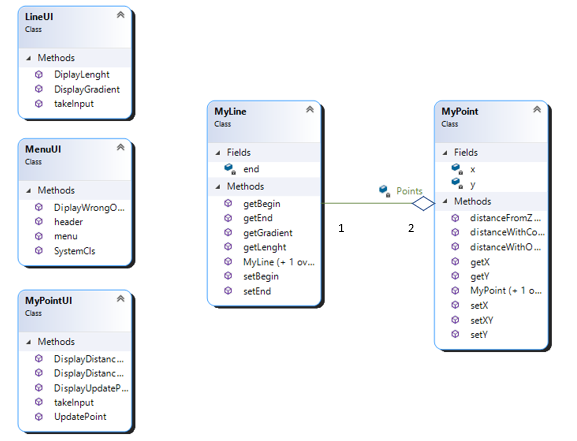 LineUI
Class
Methods
DiplayLenght
DisplayGradient
takeInput
MenuUI
Class
Methods
DiplayWrongO...
header
menu
SystemCls
MyPointUI
Class
Methods
DisplayDistanc...
DisplayDistanc...
DisplayUpdateP...
takeInput
UpdatePoint
MyLine
Class
Fields
end
Methods
getBegin
getEnd
getGradient
getLenght
MyLine (+ 1 ov...
setBegin
setEnd
Points
1
2
MyPoint
Class
Fields
x
y
Methods
distanceFromZ...
distanceWithCo...
distanceWithO...
getX
getY
MyPoint (+ 1 o...
setX
setXY
setY